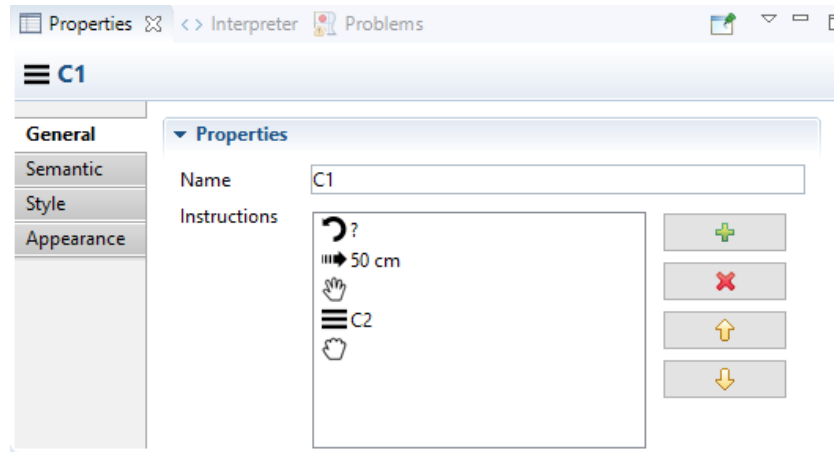 Properties Interpreter Problems
C1
General
Semantic
Style
Appearance
Properties
Name C1
Instructions
?
50 cm
C2